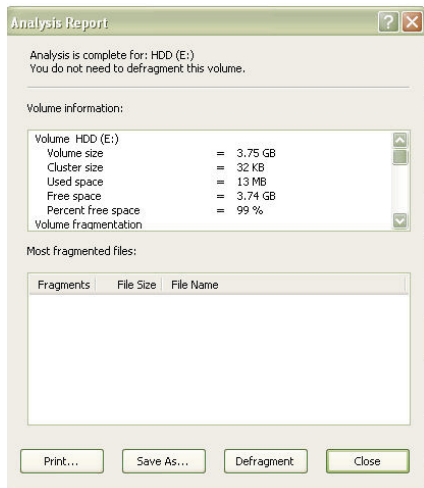 Analysis Report
Analysis is complete for: HDD (E:)
You do not need to defragment this volume.
Volume information:
Volume HDD (E:)
Volume size = 3.75 GB
Cluster size = 32 KB
Used space = 13 MB
Free space = 3.74 GB
Percent free space = 99 %
Volume fragmentation
Most fragmented files:
Fragments File Size File Name
Print... Save As... Defragment Close